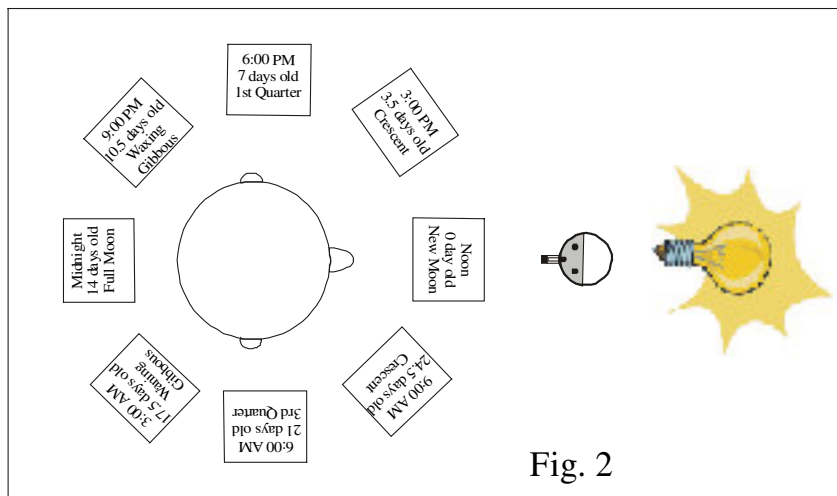 6:00 PM
7 days old
1st Quarter
3:00 PM
3.5 days old
Crescent
9:00 PM
10.5 days old
Waxing
Gibbous
Midnight
14 days old
Full Moon
Noon
0 day old
New Moon
3:00 AM
17.5 days old
Waning
Gibbous
6:00 AM
21 days old
3rd Quarter
9:00 AM
24.5 days old
Crescent
Fig. 2